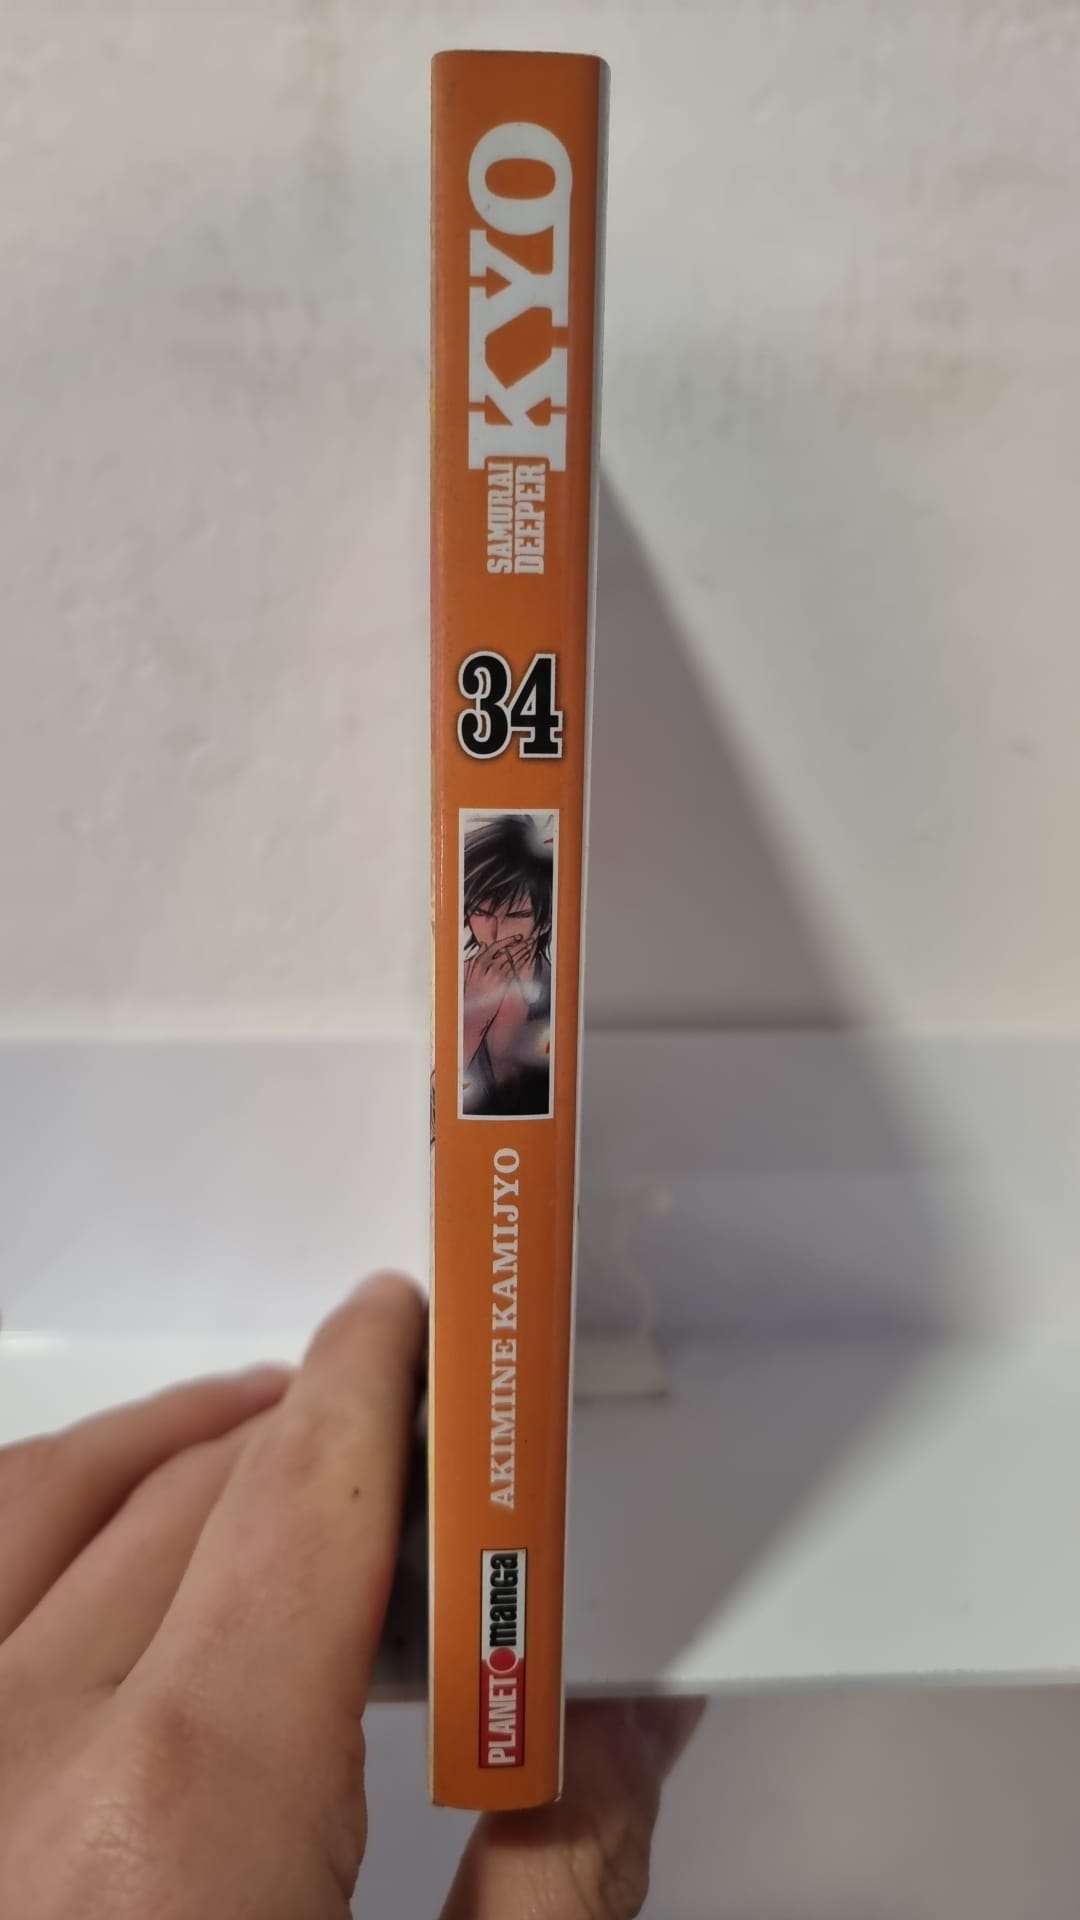 SAMURAI
DEEPER
KYO
34
AKIMINE KAMIJYO
PLANET manga